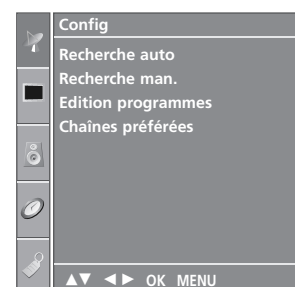 Config
Recherche auto
Recherche man.
Edition programmes
Chaînes préférées
▲▼ ◄► OK MENU